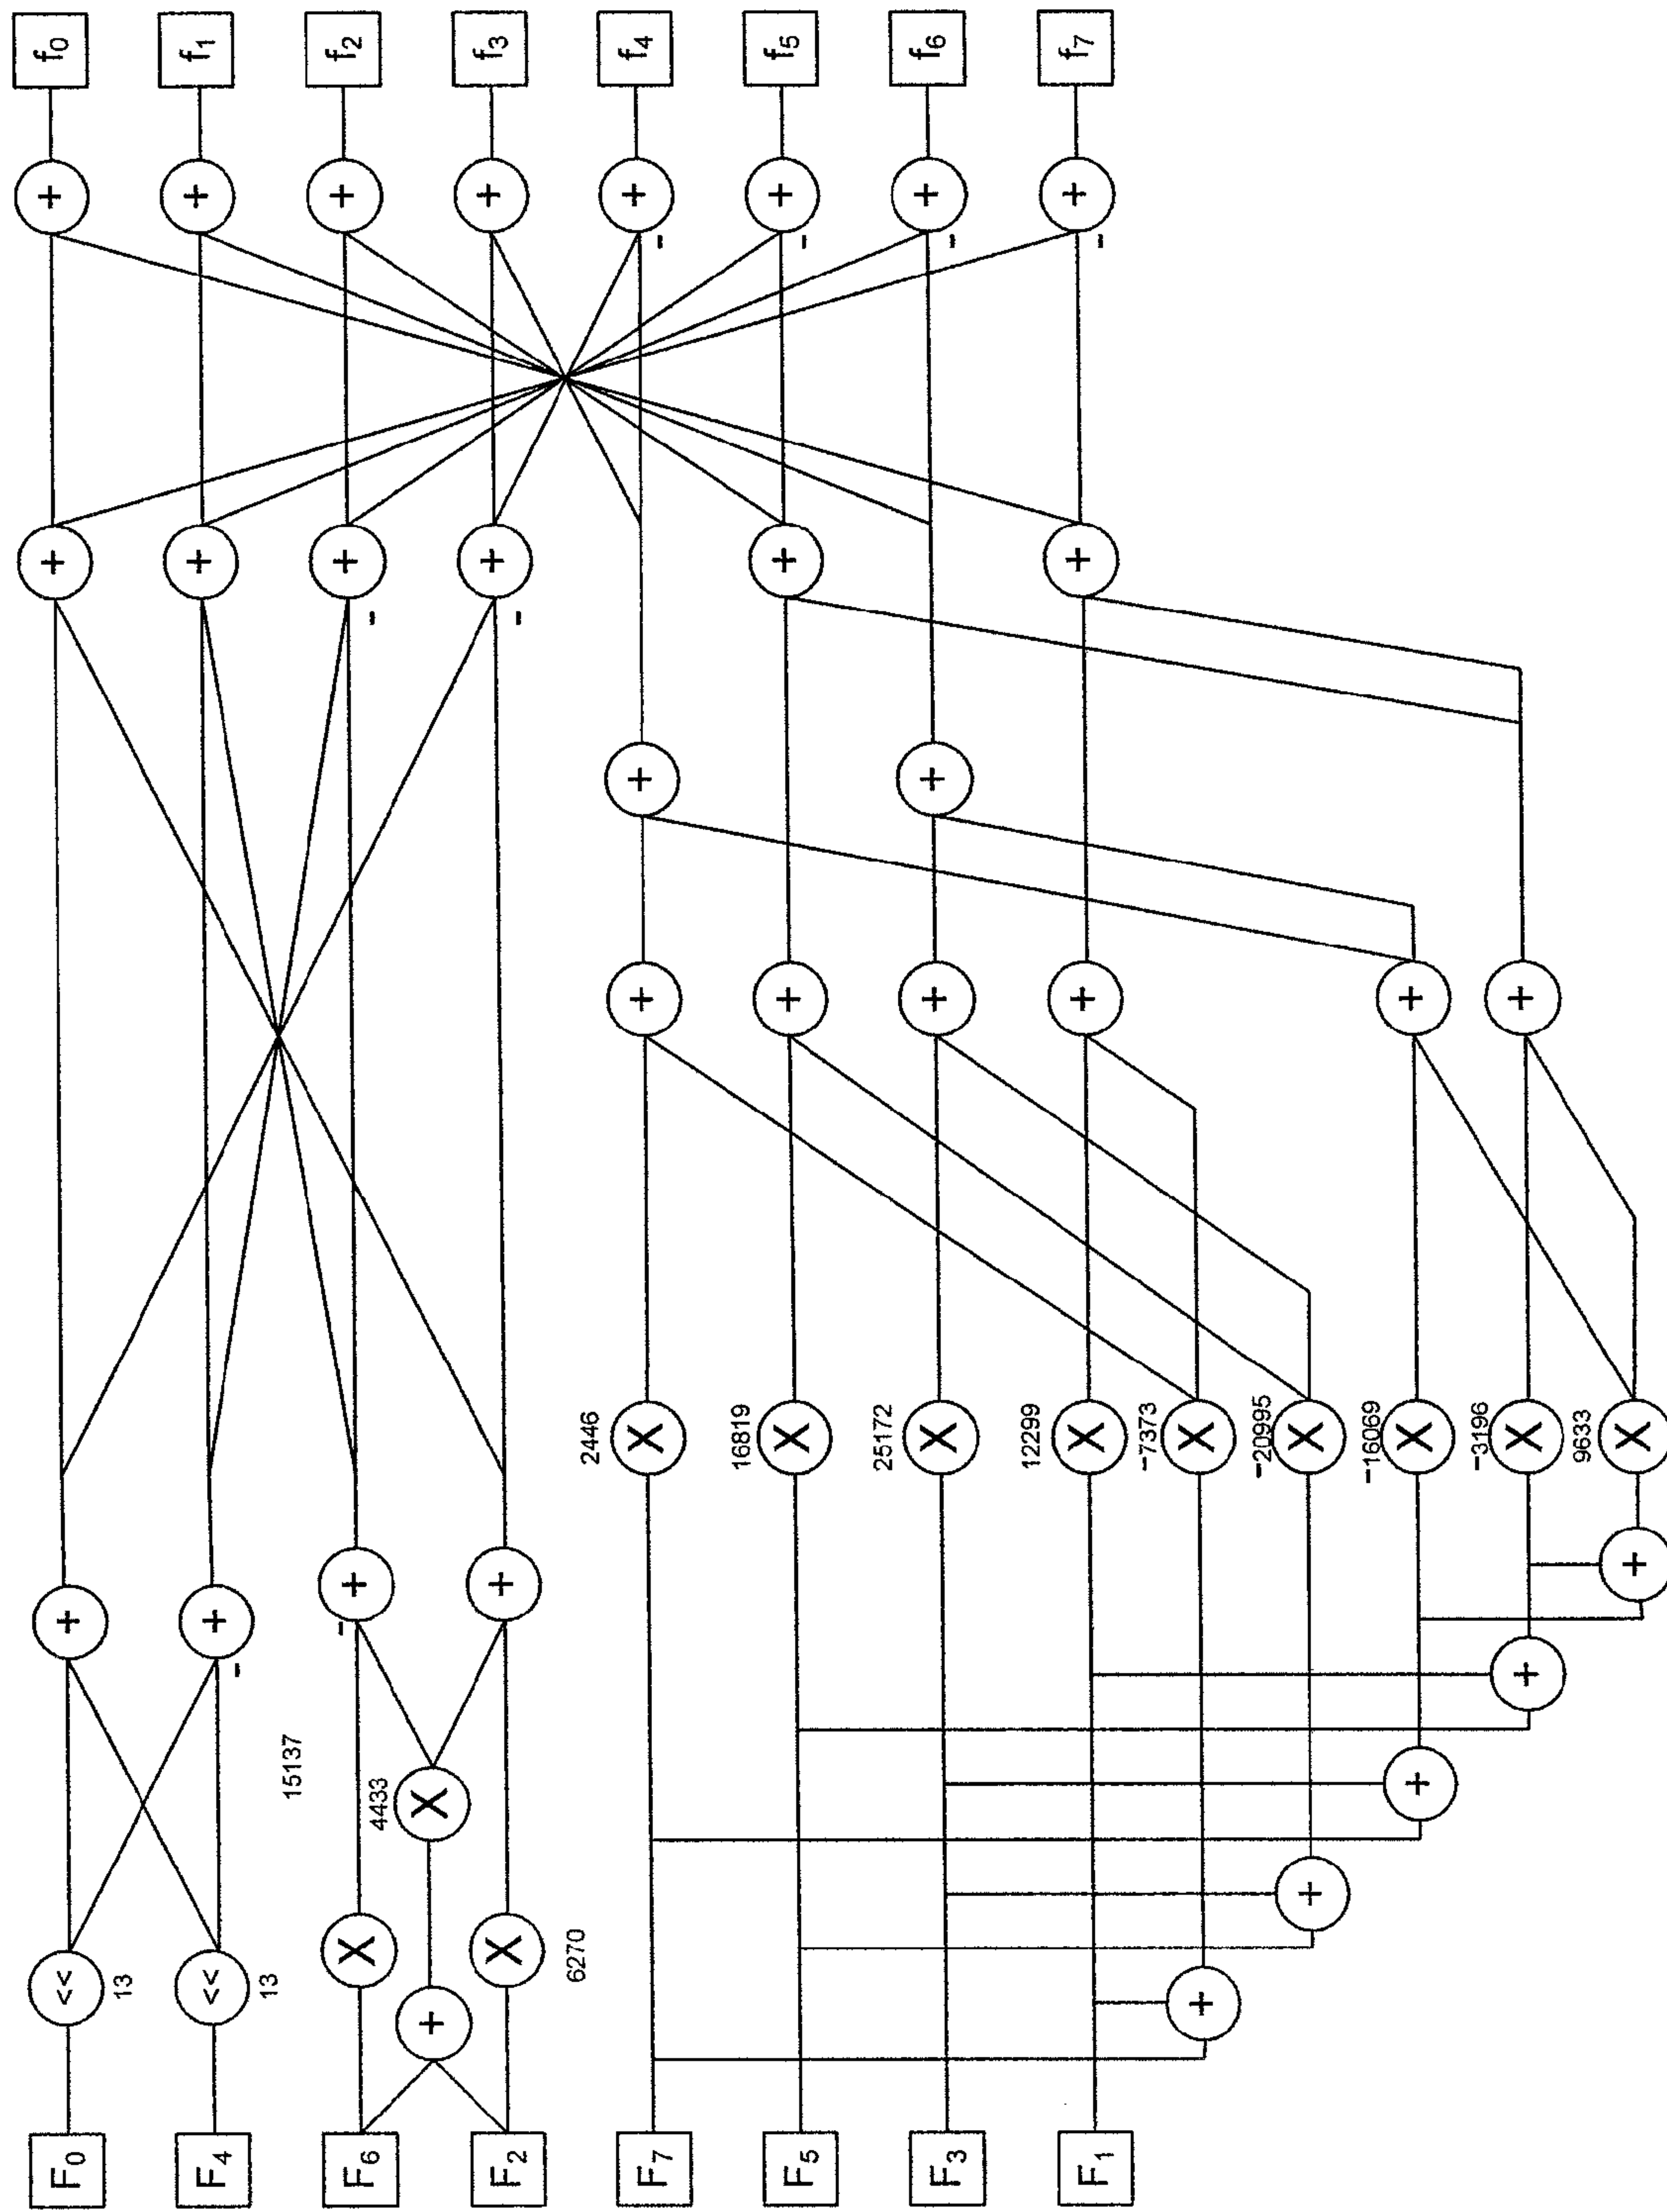 f0
f1
f2
f3
f4
f5
f6
f7
+
+
+
+
+
-
+
-
+
-
+
-
+
+
+
-
+
-
+
+
+
+
+
+
+
+
+
+
2446
X
16819
X
25172
X
12299
X
-7373
X
-20995
X
-16069
X
-3196
X
9633
X
+
+
-
+
-
+
+
+
15137
4433
X
+
<<
13
<<
13
X
X
6270
+
+
+
F0
F4
F6
F2
F7
F5
F3
F1